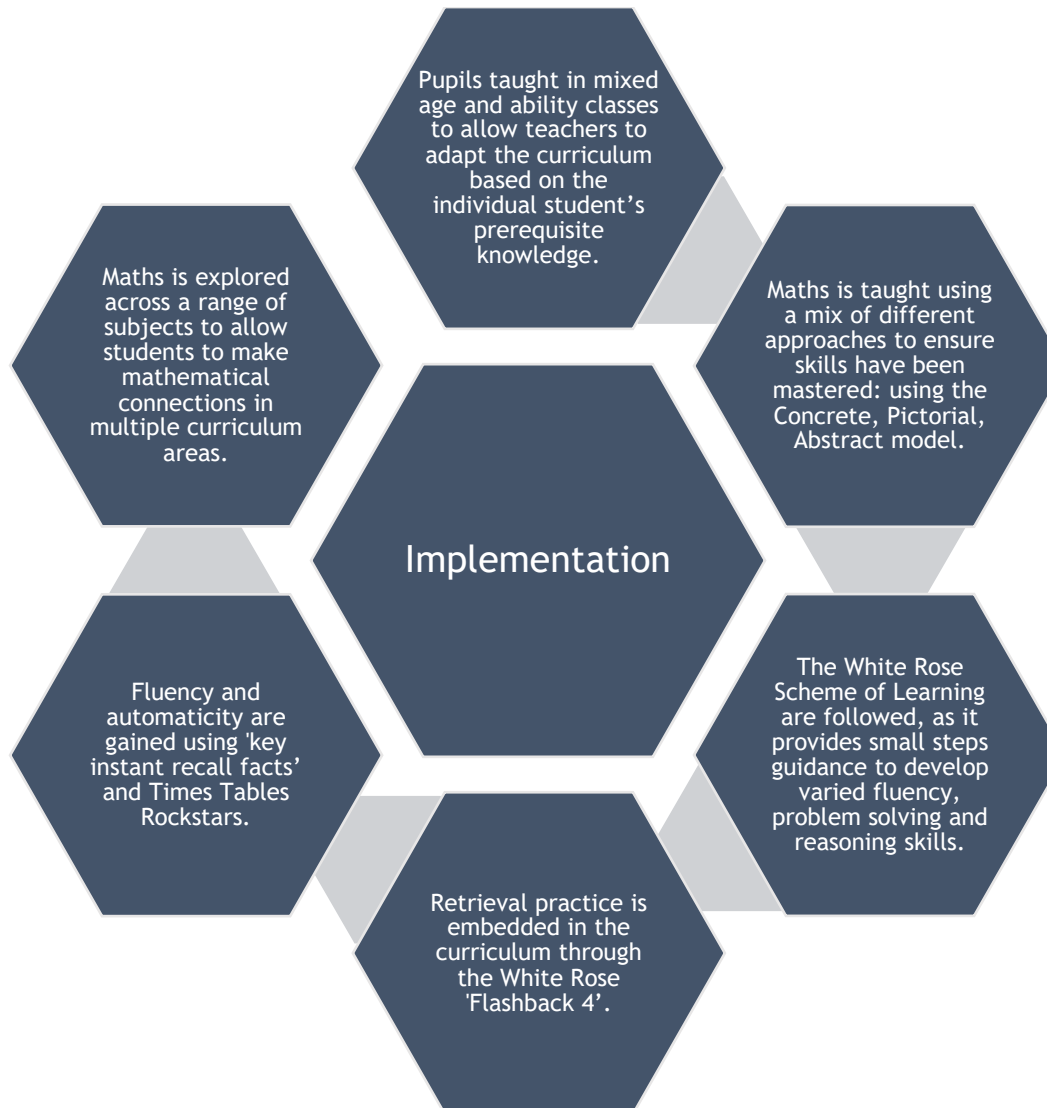 Pupils taught in mixed
age and ability classes
to allow teachers to
adapt the curriculum
based on the
individual student’s
prerequisite
knowledge.
Maths is taught using
a mix of different
approaches to ensure
skills have been
mastered: using the
Concrete, Pictorial,
Abstract model.
The White Rose
Scheme of Learning
are followed, as it
provides small steps
guidance to develop
varied fluency,
problem solving and
reasoning skills.
Retrieval practice is
embedded in the
curriculum through
the White Rose
'Flashback 4’.
Fluency and
automaticity are
gained using 'key
instant recall facts’
and Times Tables
Rockstars.
Maths is explored
across a range of
subjects to allow
students to make
mathematical
connections in
multiple curriculum
areas.
Implementation